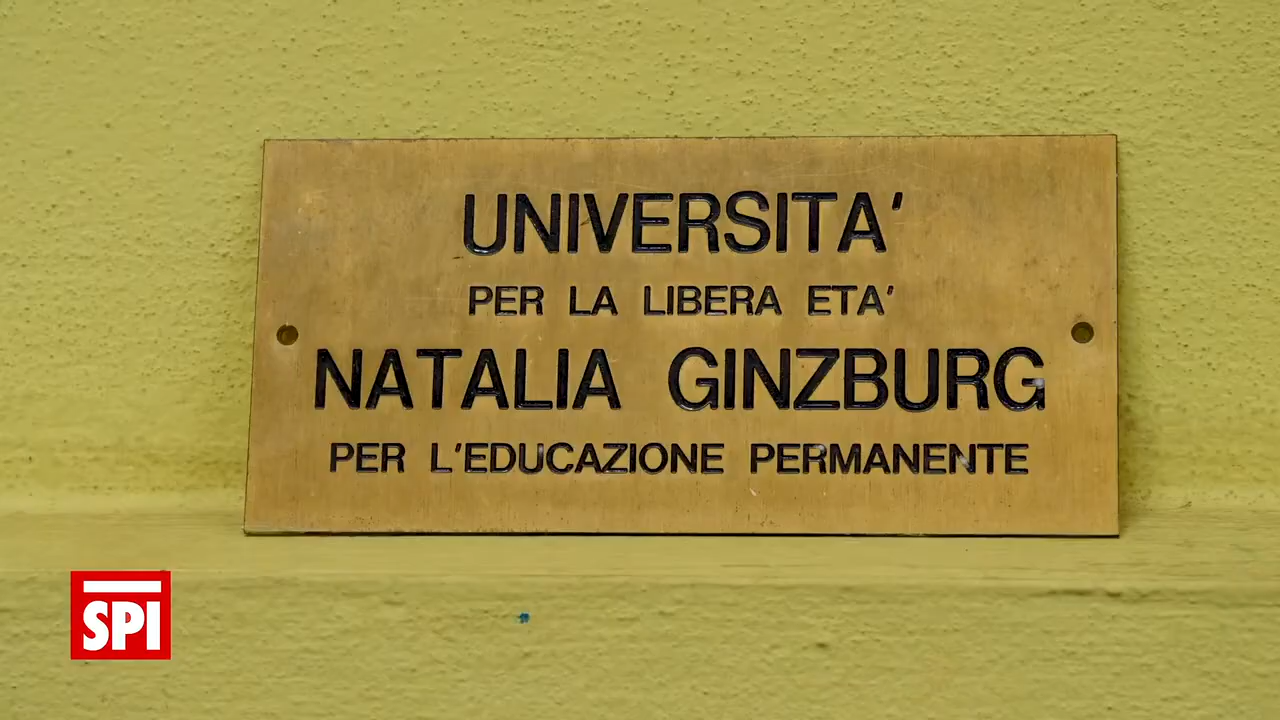 UNIVERSITA'
PER LA LIBERA ETA'
NATALIA GINZBURG
PER L'EDUCAZIONE PERMANENTE
SPI